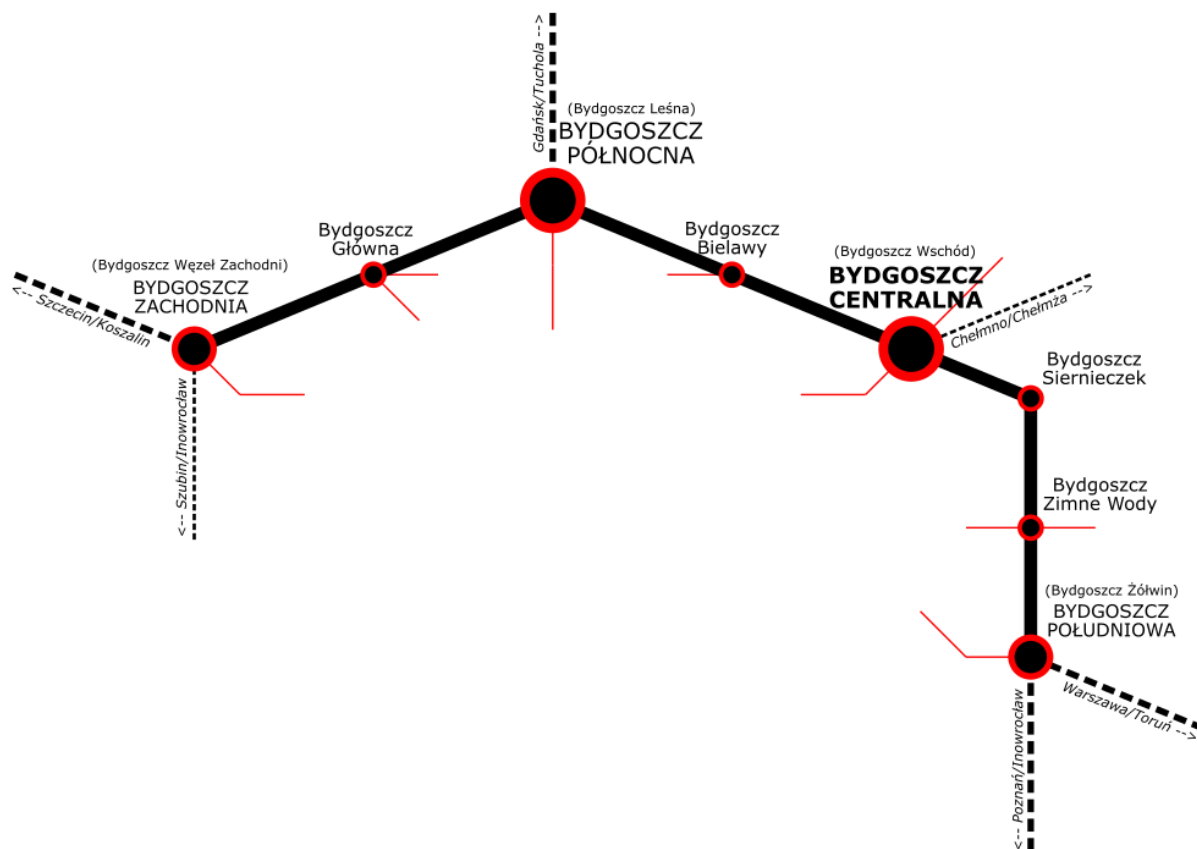 Gdańsk/Tuchola -->
(Bydgoszcz Leśna)
BYDGOSZCZ
PÓŁNOCNA
Bydgoszcz
Główna
Bydgoszcz
Bielawy
(Bydgoszcz Węzeł Zachodni)
BYDGOSZCZ
ZACHODNIA
(Bydgoszcz Wschód)
BYDGOSZCZ
CENTRALNA
<-- Szczecin/Koszalin
Chełmno/Chełmża -->
<-- Szubin/Inowrocław
Bydgoszcz
Siernieczek
Bydgoszcz
Zimne Wody
(Bydgoszcz Żółwin)
BYDGOSZCZ
POŁUDNIOWA
Warszawa/Toruń -->
<-- Poznań/Inowrocław